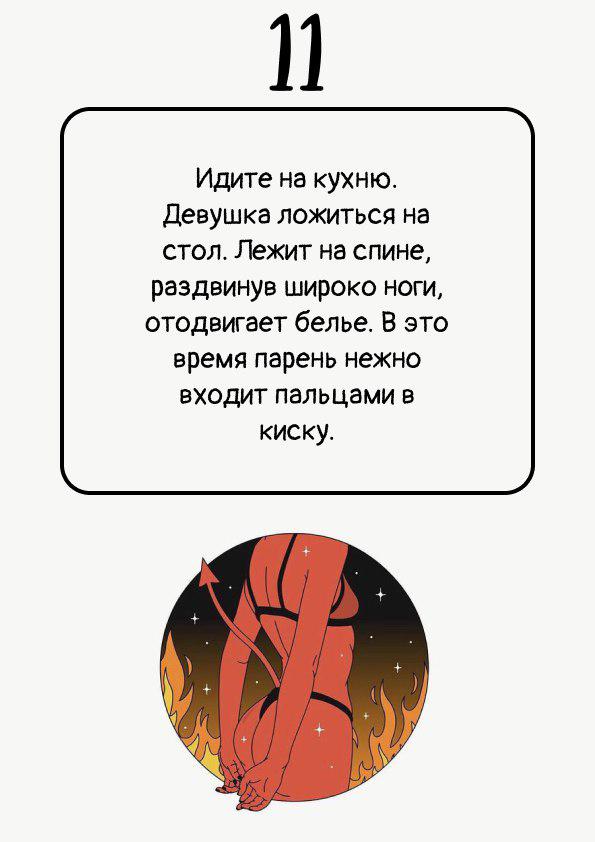 11
Идите на кухню.
Девушка ложиться на
стол. Лежит на спине,
раздвинув широко ноги,
отодвигает белье. В это
время парень нежно
входит пальцами в
киску.